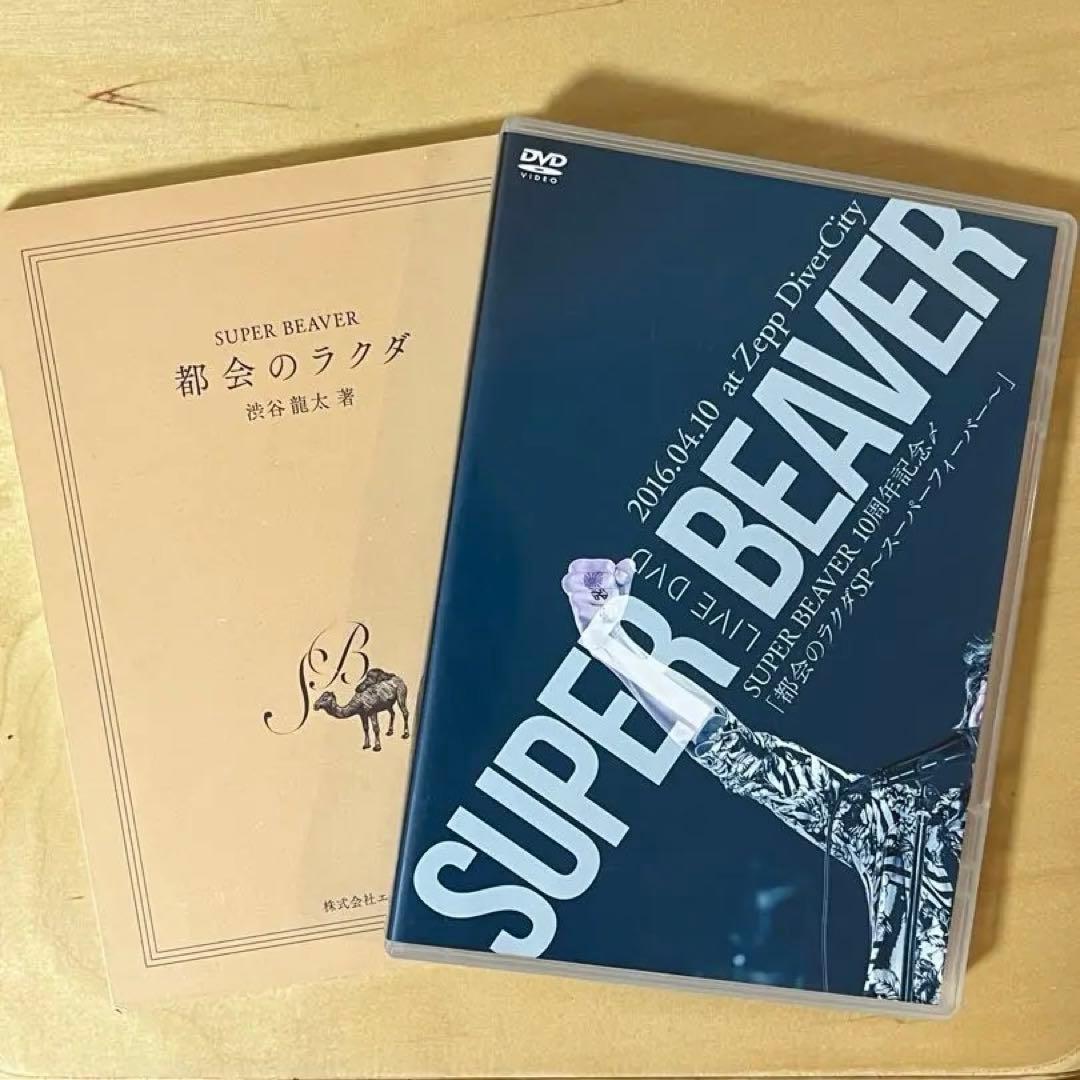 SUPER BEAVER
都会のラクダ
渋谷龍太 著
SB
株式会社エ
DVD
VIDEO
2016.04.10 at Zepp DiverCity
SUPER BEAVER
LIVE DVD
SUPER BEAVER 10周年記念〆
「都会のラクダSP〜スーパーフィーバー〜」